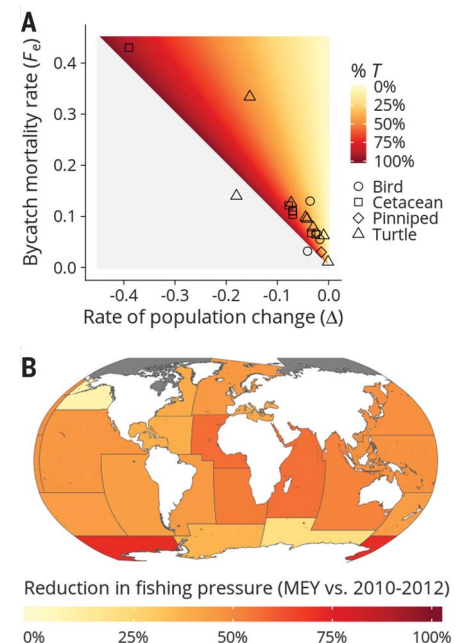 A
Bycatch mortality rate (Fe)
0.4
0.3
0.2
0.1
0.0
-0.4 -0.3 -0.2 -0.1 0.0
Rate of population change (Δ)
% T
0%
25%
50%
75%
100%
Bird
Cetacean
Pinniped
Turtle
B
Reduction in fishing pressure (MEY vs. 2010-2012)
0% 25% 50% 75% 100%